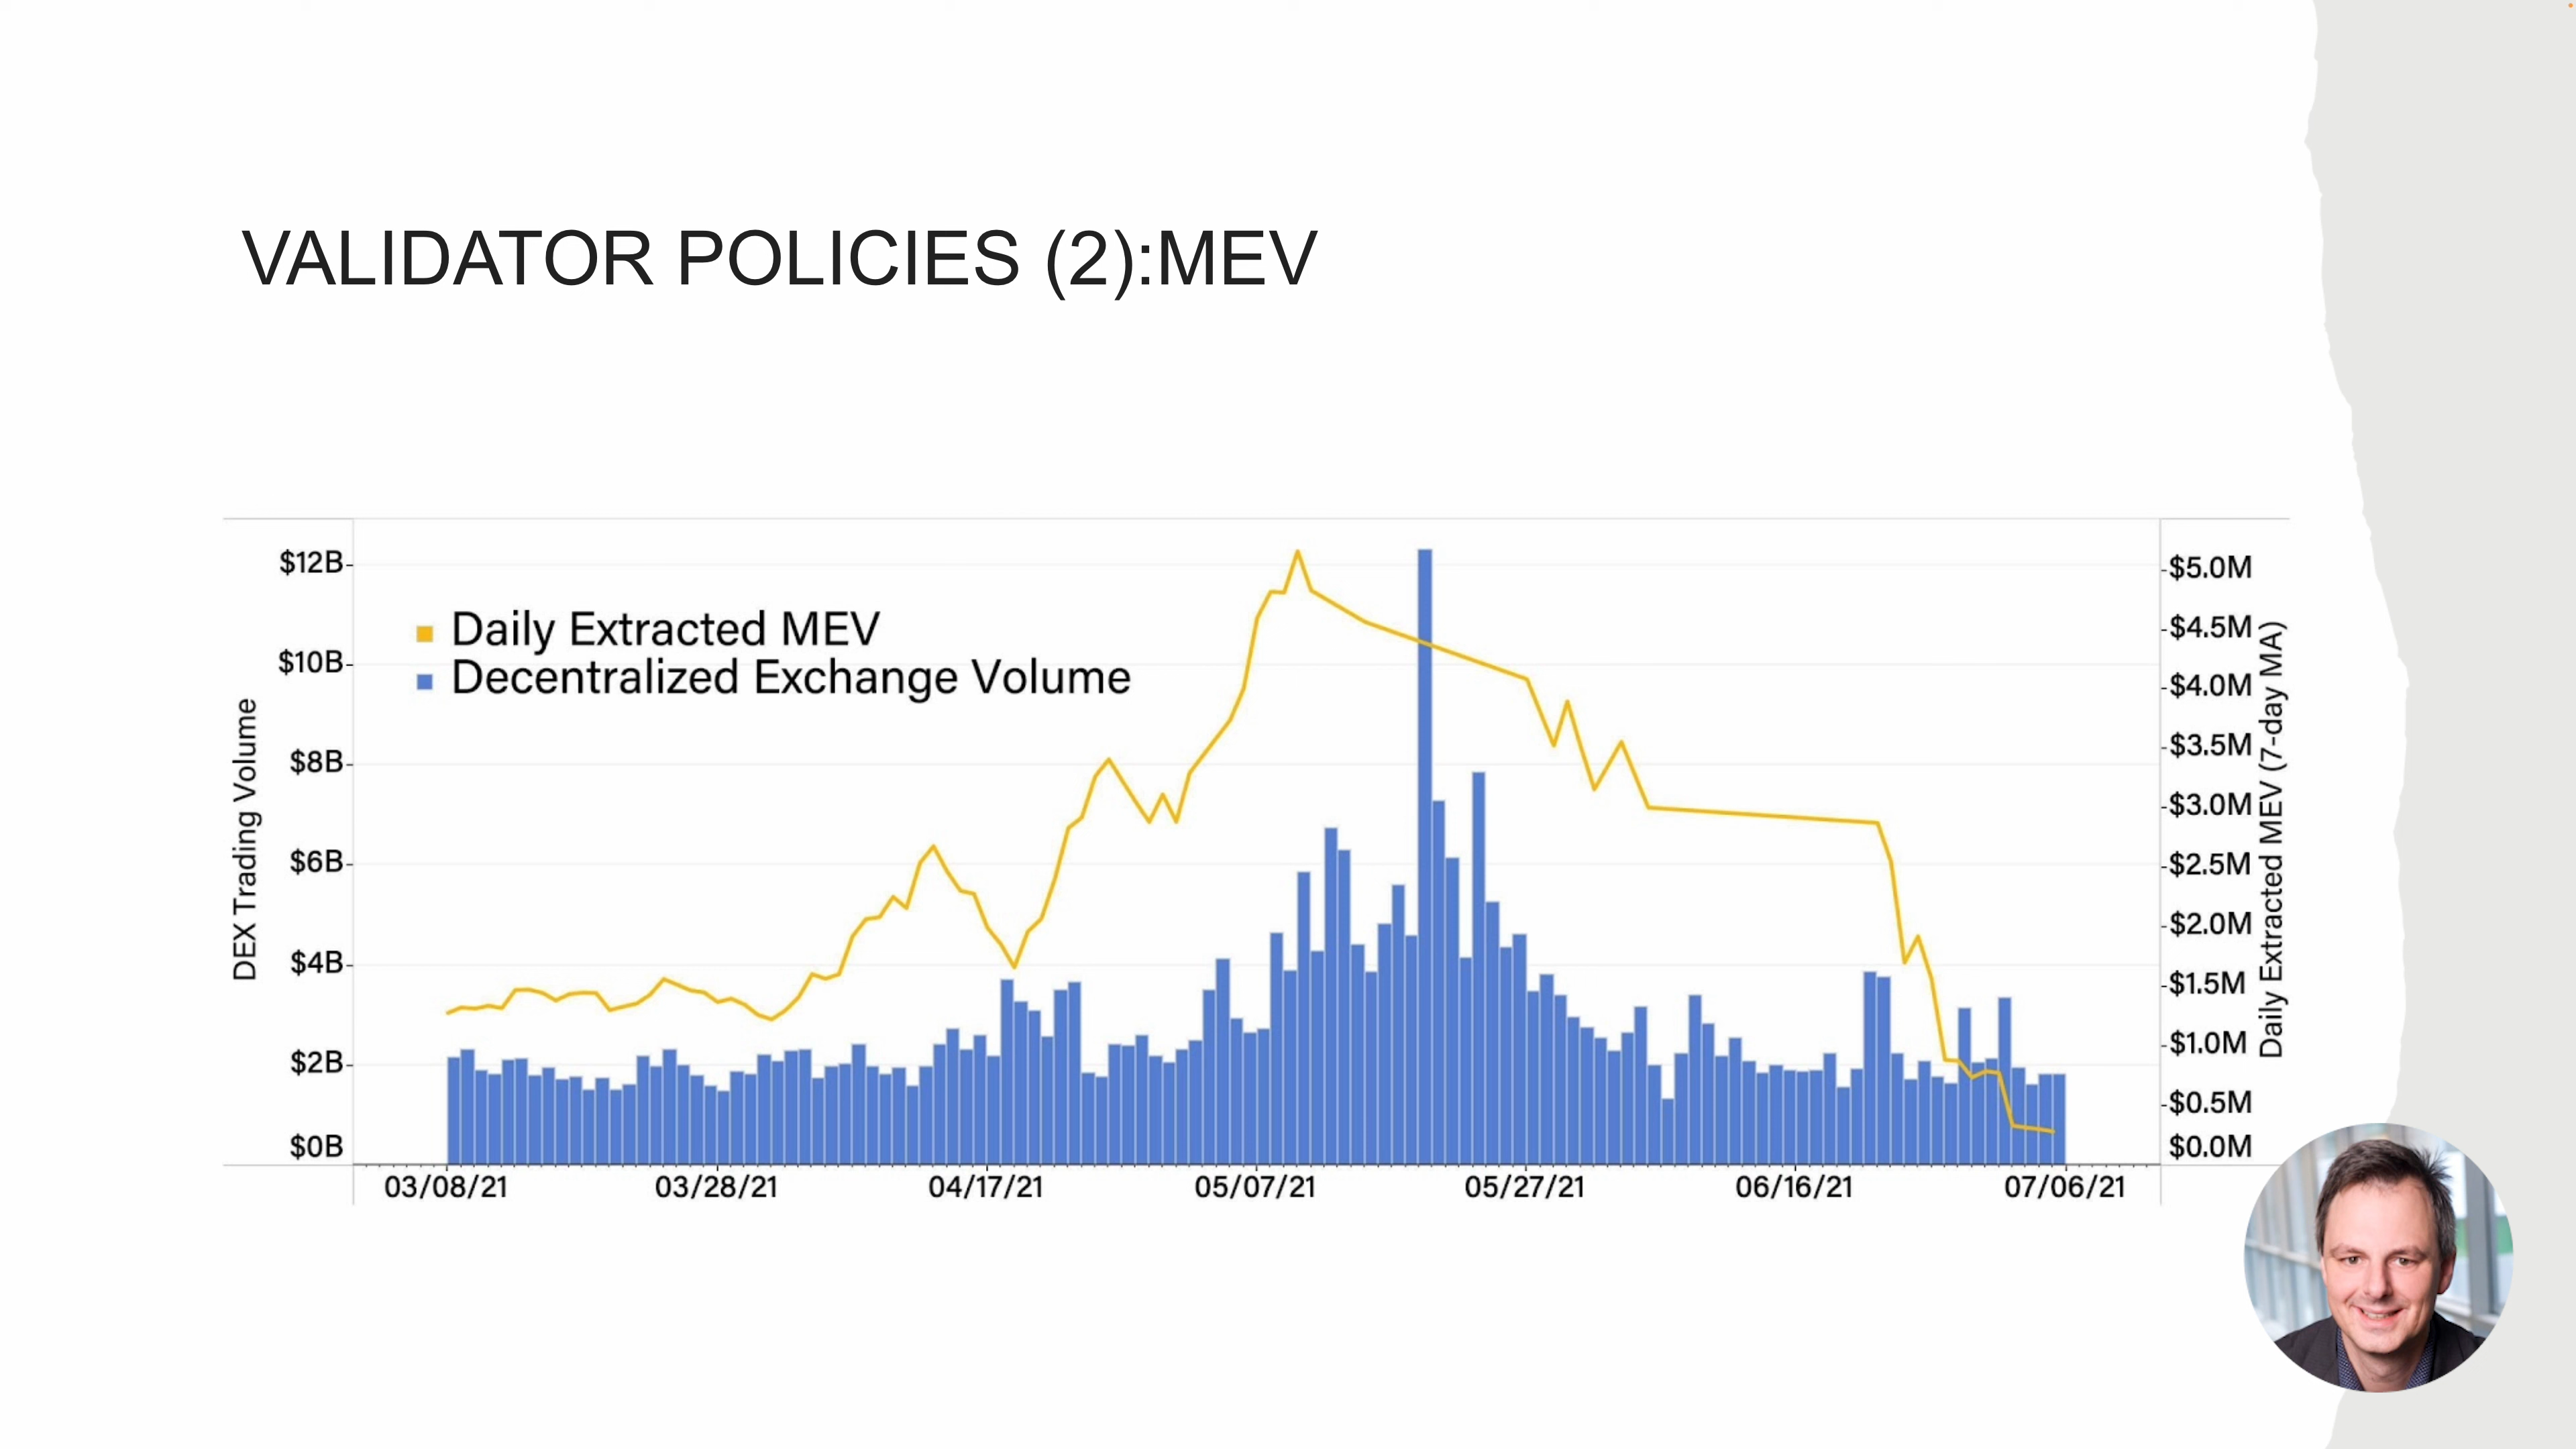 VALIDATOR POLICIES (2):MEV
Daily Extracted MEV
Decentralized Exchange Volume
DEX Trading Volume
$12B
$10B
$8B
$6B
$4B
$2B
$0B
$5.0M
$4.5M
$4.0M
$3.5M
$3.0M
$2.5M
$2.0M
$1.5M
$1.0M
$0.5M
$0.0M
Daily Extracted MEV (7-day MA)
03/08/21 03/28/21 04/17/21 05/07/21 05/27/21 06/16/21 07/06/21